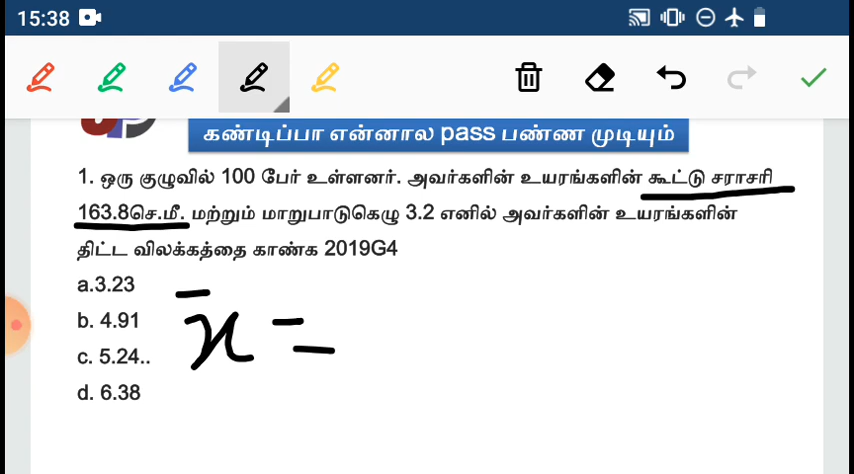 15:38
கண்டிப்பா என்னால pass பண்ண முடியும்
1. ஒரு குழுவில் 100 பேர் உள்ளனர். அவர்களின் உயரங்களின் கூட்டு சராசரி
163.8செ.மீ. மற்றும் மாறுபாடுகெழு 3.2 எனில் அவர்களின் உயரங்களின்
திட்ட விலக்கத்தை காண்க 2019G4
a.3.23
b. 4.91
c. 5.24..
d. 6.38
x̄ =